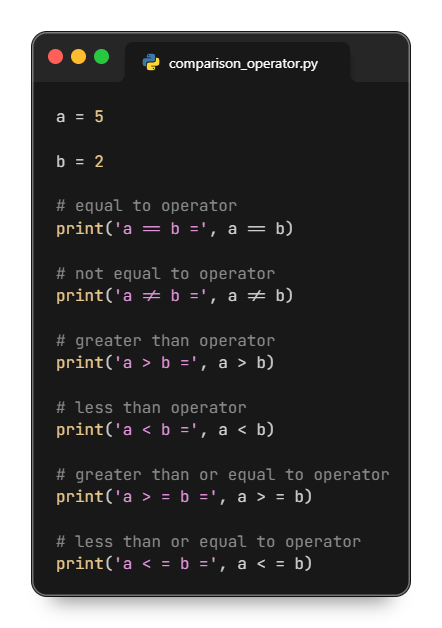 comparison_operator.py
a = 5
b = 2
# equal to operator
print('a == b =', a == b)
# not equal to operator
print('a ≠ b =', a ≠ b)
# greater than operator
print('a > b =', a > b)
# less than operator
print('a < b =', a < b)
# greater than or equal to operator
print('a > = b =', a > = b)
# less than or equal to operator
print('a < = b =', a < = b)